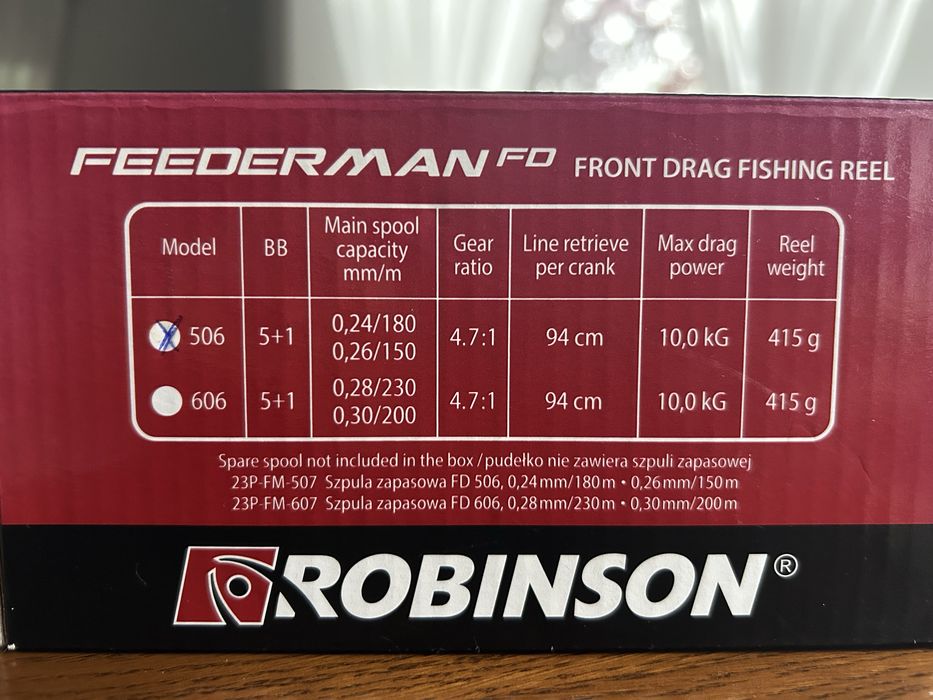 FEEDERMAN FD FRONT DRAG FISHING REEL
Model BB Main spool capacity mm/m Gear ratio Line retrieve per crank Max drag power Reel weight
506 5+1 0,24/180 0,26/150 4.7:1 94 cm 10,0 kG 415 g
606 5+1 0,28/230 0,30/200 4.7:1 94 cm 10,0 kG 415 g
Spare spool not included in the box / pudełko nie zawiera szpuli zapasowej
23P-FM-507 Szpula zapasowa FD 506, 0,24mm/180m • 0,26mm/150m
23P-FM-607 Szpula zapasowa FD 606, 0,28mm/230m • 0,30mm/200m
ROBINSON®